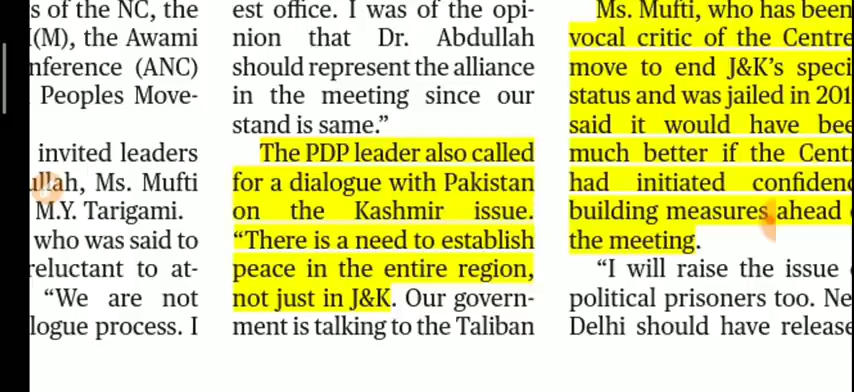 s of the NC, the
(M), the Awami
nference (ANC)
Peoples Move-
invited leaders
ullah, Ms. Mufti
M.Y. Tarigami.
who was said to
reluctant to at-
“We are not
logue process. I
est office. I was of the opi-
nion that Dr. Abdullah
should represent the alliance
in the meeting since our
stand is same.”
The PDP leader also called
for a dialogue with Pakistan
on the Kashmir issue.
“There is a need to establish
peace in the entire region,
not just in J&K. Our govern-
ment is talking to the Taliban
Ms. Mufti, who has been
vocal critic of the Centre
move to end J&K’s speci
status and was jailed in 201
said it would have bee
much better if the Cent
had initiated confiden
building measures ahead
the meeting.
“I will raise the issue
political prisoners too. Ne
Delhi should have release